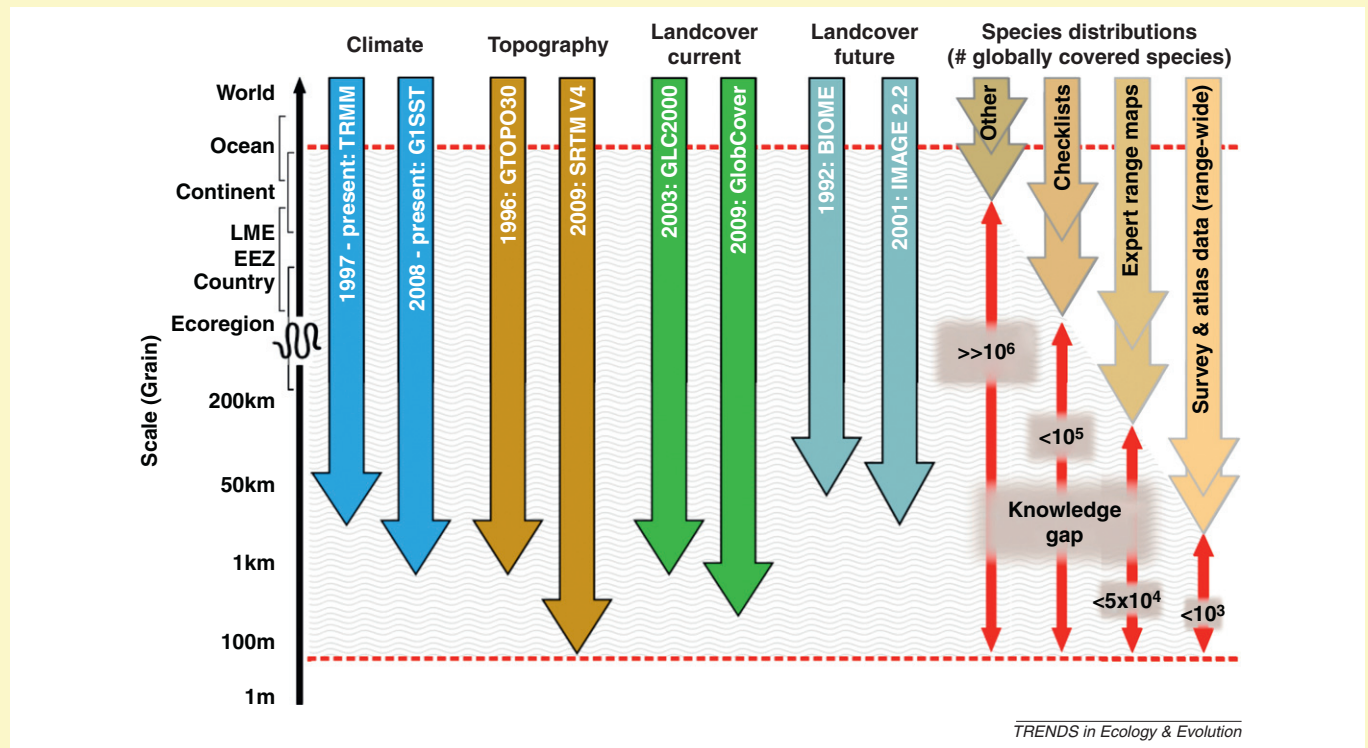 Climate
Topography
Landcover
current
Landcover
future
Species distributions
(# globally covered species)
Scale (Grain)
World
Ocean
Continent
LME
EEZ
Country
Ecoregion
200km
50km
1km
100m
1m
1997 - present: TRMM
2008 - present: G1SST
1996: GTOPO30
2009: SRTM V4
2003: GLC2000
2009: GlobCover
1992: BIOME
2001: IMAGE 2.2
Other
Checklists
Expert range maps
Survey & atlas data (range-wide)
>>10⁶
<10⁵
Knowledge
gap
<5x10⁴
<10³
TRENDS in Ecology & Evolution